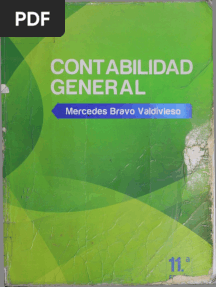 PDF
CONTABILIDAD
GENERAL
Mercedes Bravo Valdivieso
11.a